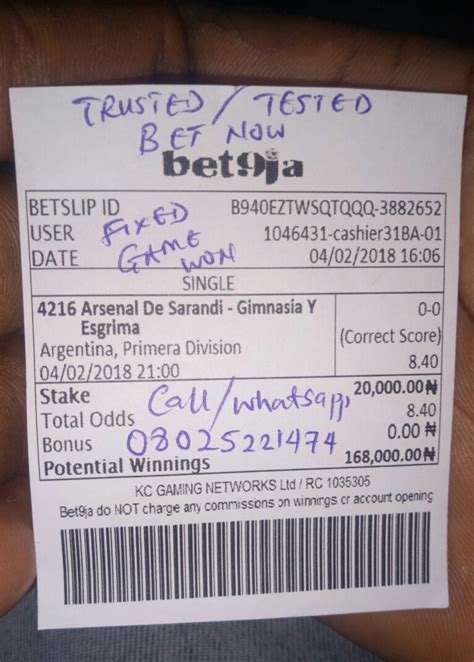 TRUSTED / TESTED
BET NOW
bet9ja
BETSLIP ID B940EZTWSQTQQQ-3882652
USER 1046431-cashier31BA-01
DATE 04/02/2018 16:06
FIXED
GAME
WON
SINGLE
4216 Arsenal De Sarandi - Gimnasia Y Esgrima 0-0
Argentina, Primera Division (Correct Score)
04/02/2018 21:00 8.40
Stake 20,000.00₦
Total Odds 8.40
Bonus 0.00 ₦
Call/whatsapp
08025221474
Potential Winnings 168,000.00₦
KC GAMING NETWORKS Ltd / RC 1035305
Bet9ja do NOT charge any commissions on winnings or account opening